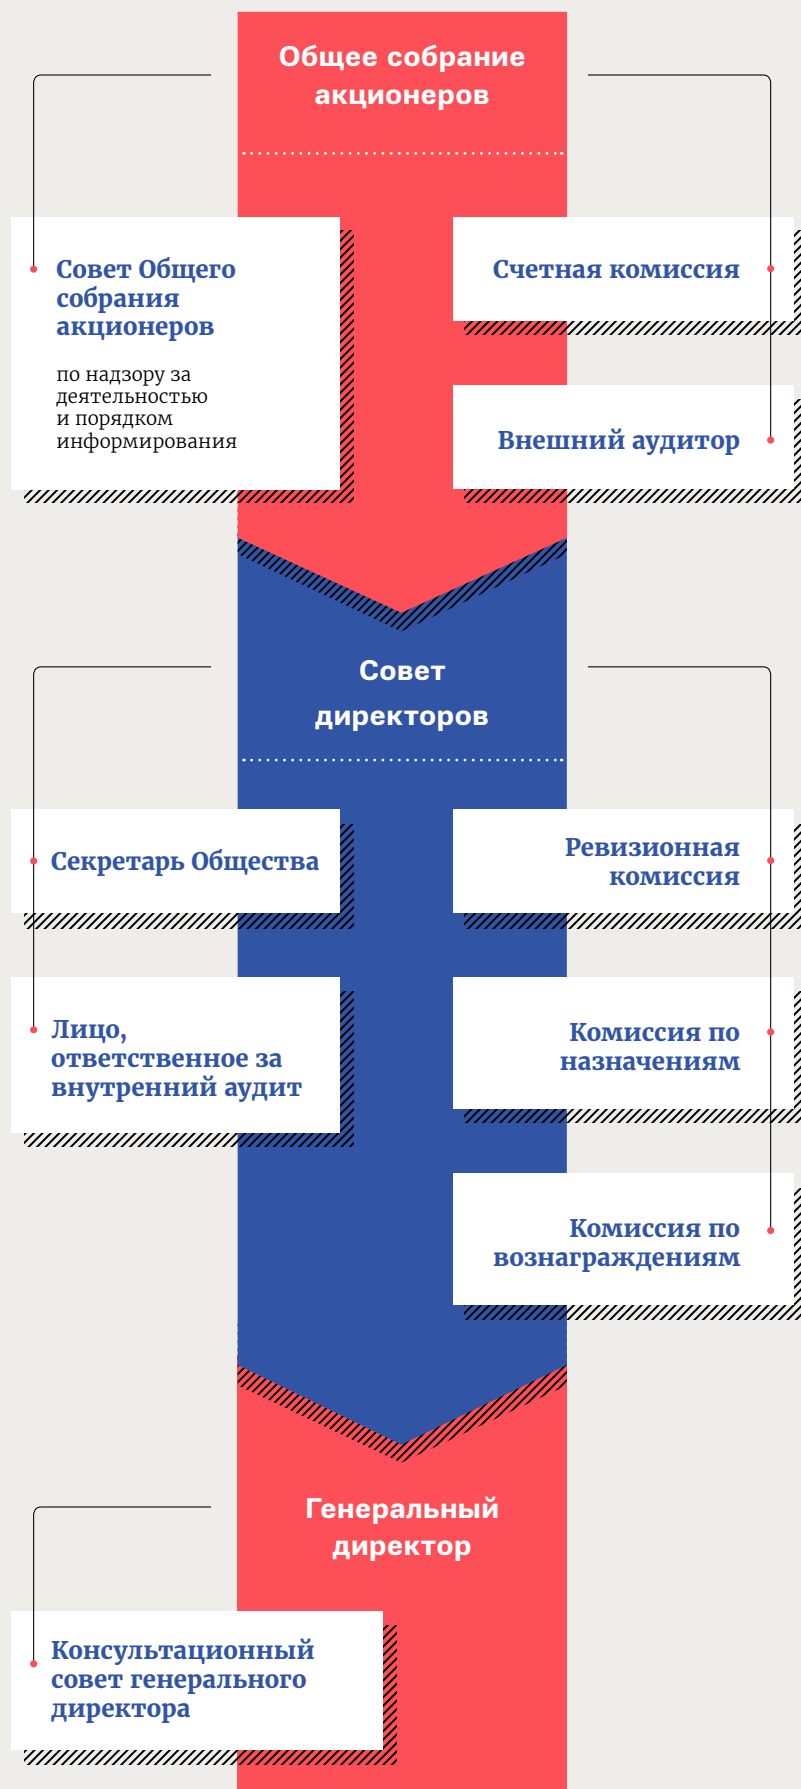 Общее собрание
акционеров
Совет Общего
собрания
акционеров
по надзору за
деятельностью
и порядком
информирования
Счетная комиссия
Внешний аудитор
Совет
директоров
Секретарь Общества
Лицо,
ответственное за
внутренний аудит
Ревизионная
комиссия
Комиссия по
назначениям
Комиссия по
вознаграждениям
Генеральный
директор
Консультационный
совет генерального
директора